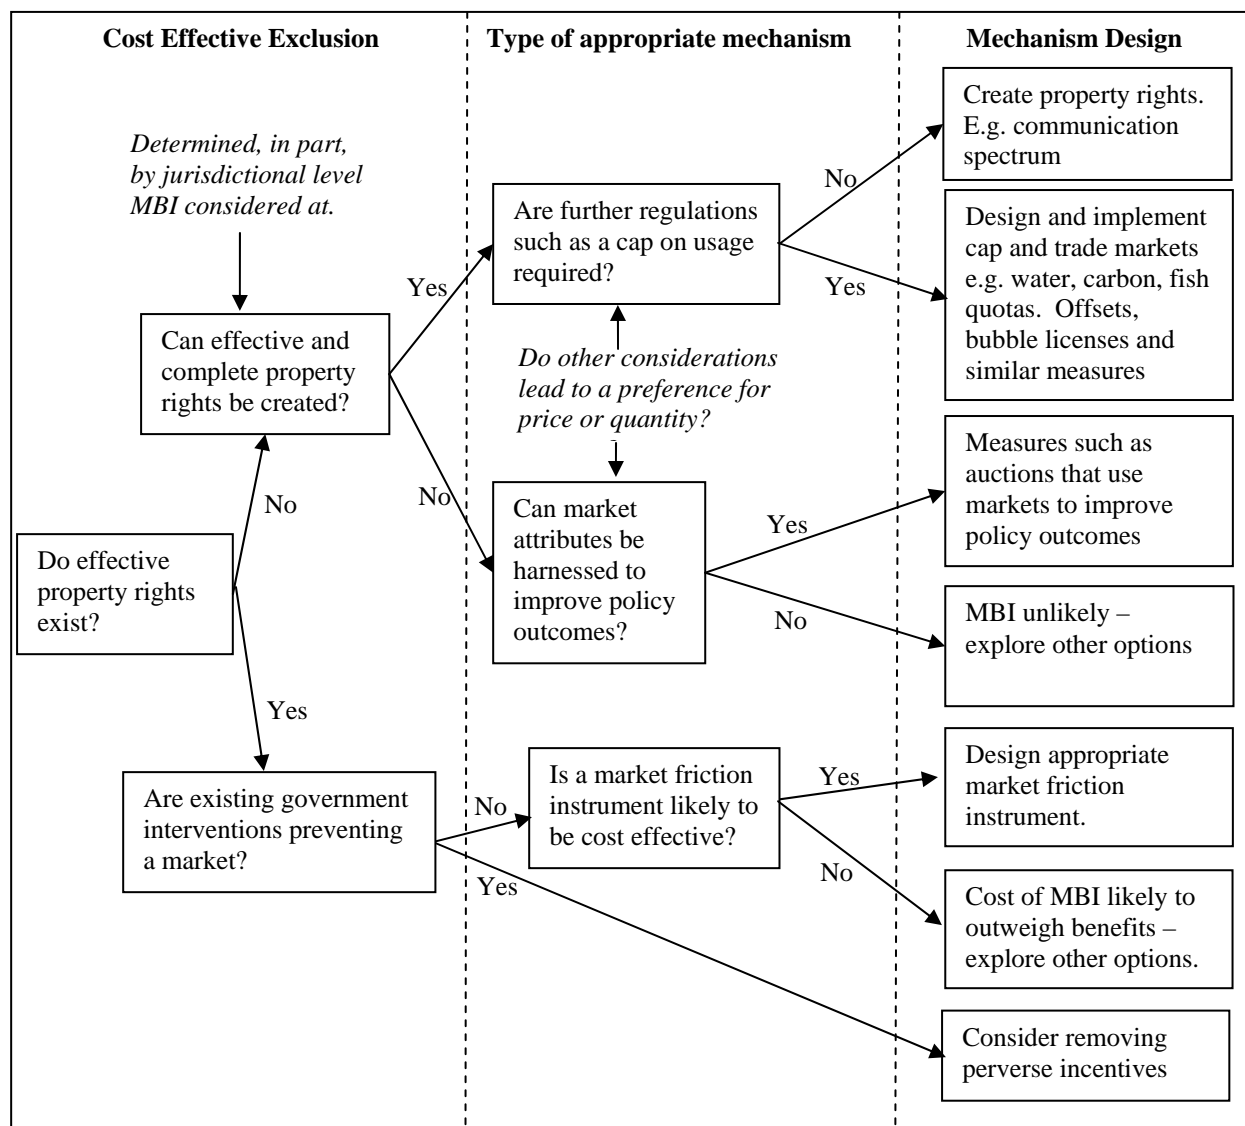 Cost Effective Exclusion
Type of appropriate mechanism
Mechanism Design
Determined, in part,
by jurisdictional level
MBI considered at.
Can effective and
complete property
rights be created?
Do effective
property rights
exist?
No
Yes
Are existing government
interventions preventing
a market?
Yes
No
Are further regulations
such as a cap on usage
required?
Do other considerations
lead to a preference for
price or quantity?
Can market
attributes be
harnessed to
improve policy
outcomes?
No
Yes
Is a market friction
instrument likely to
be cost effective?
No
Yes
Yes
No
Yes
No
Create property rights.
E.g. communication
spectrum
Design and implement
cap and trade markets
e.g. water, carbon, fish
quotas.  Offsets,
bubble licenses and
similar measures
Measures such as
auctions that use
markets to improve
policy outcomes
MBI unlikely –
explore other options
Yes
No
Design appropriate
market friction
instrument.
Cost of MBI likely to
outweigh benefits –
explore other options.
Consider removing
perverse incentives